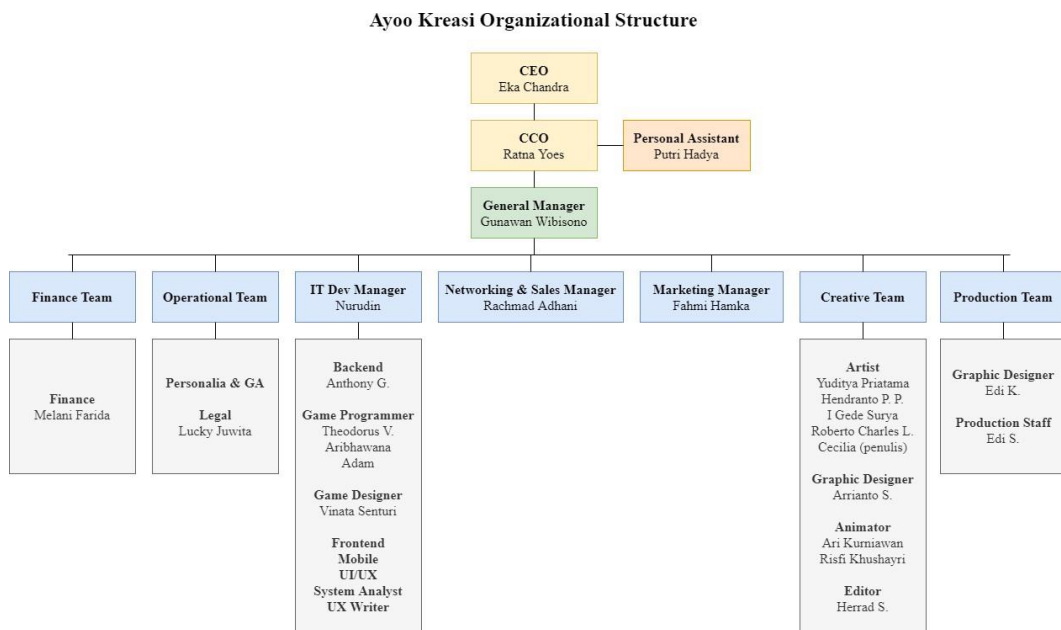 Ayoo Kreasi Organizational Structure
CEO
Eka Chandra
CCO
Ratna Yoes
Personal Assistant
Putri Hadya
General Manager
Gunawan Wibisono
Finance Team
Operational Team
IT Dev Manager
Nurudin
Networking & Sales Manager
Rachmad Adhani
Marketing Manager
Fahmi Hamka
Creative Team
Production Team
Finance
Melani Farida
Personalia & GA
Legal
Lucky Juwita
Backend
Anthony G.
Game Programmer
Theodorus V.
Aribhawana
Adam
Game Designer
Vinata Senturi
Frontend
Mobile
UI/UX
System Analyst
UX Writer
Artist
Yuditya Priatama
Hendranto P. P.
I Gede Surya
Roberto Charles L.
Cecilia (penulis)
Graphic Designer
Arrianto S.
Animator
Ari Kurniawan
Risfi Khushayri
Editor
Herrad S.
Graphic Designer
Edi K.
Production Staff
Edi S.